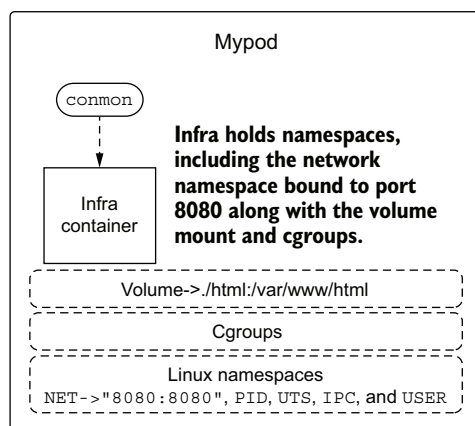 Mypod
conmon
Infra holds namespaces,
including the network
namespace bound to port
8080 along with the volume
mount and cgroups.
Infra
container
Volume->./html:/var/www/html
Cgroups
Linux namespaces
NET->"8080:8080", PID, UTS, IPC, and USER